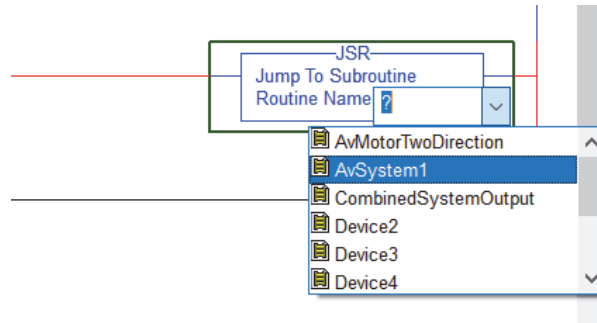 JSR
Jump To Subroutine
Routine Name ?
AvMotorTwoDirection
AvSystem1
CombinedSystemOutput
Device2
Device3
Device4